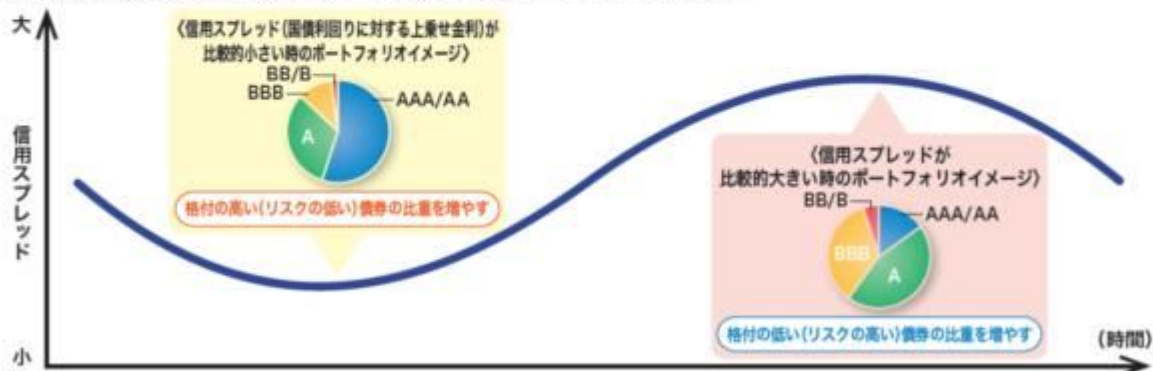 大
信用スプレッド
小
〈信用スプレッド(国債利回りに対する上乗せ金利)が
比較的小さい時のポートフォリオイメージ〉
BB/B
BBB
AAA/AA
A
格付の高い(リスクの低い)債券の比重を増やす
〈信用スプレッドが
比較的大きい時のポートフォリオイメージ〉
BB/B
AAA/AA
BBB
A
格付の低い(リスクの高い)債券の比重を増やす
(時間)